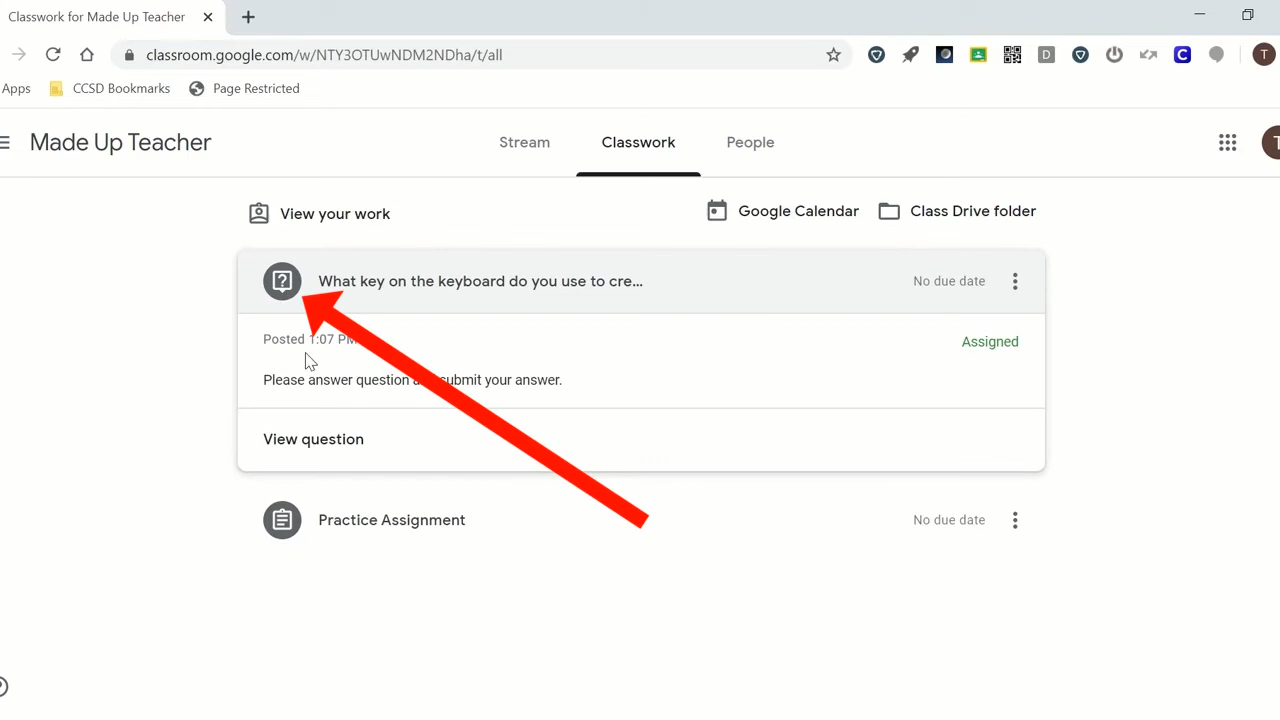 Classwork for Made Up Teacher
classroom.google.com/w/NTY3OTUwNDM2NDha/t/all
D
C
T
Apps
CCSD Bookmarks
Page Restricted
Made Up Teacher
Stream
Classwork
People
T
View your work
Google Calendar
Class Drive folder
What key on the keyboard do you use to cre...
No due date
Posted 1:07 PM
Assigned
Please answer question submit your answer.
View question
Practice Assignment
No due date